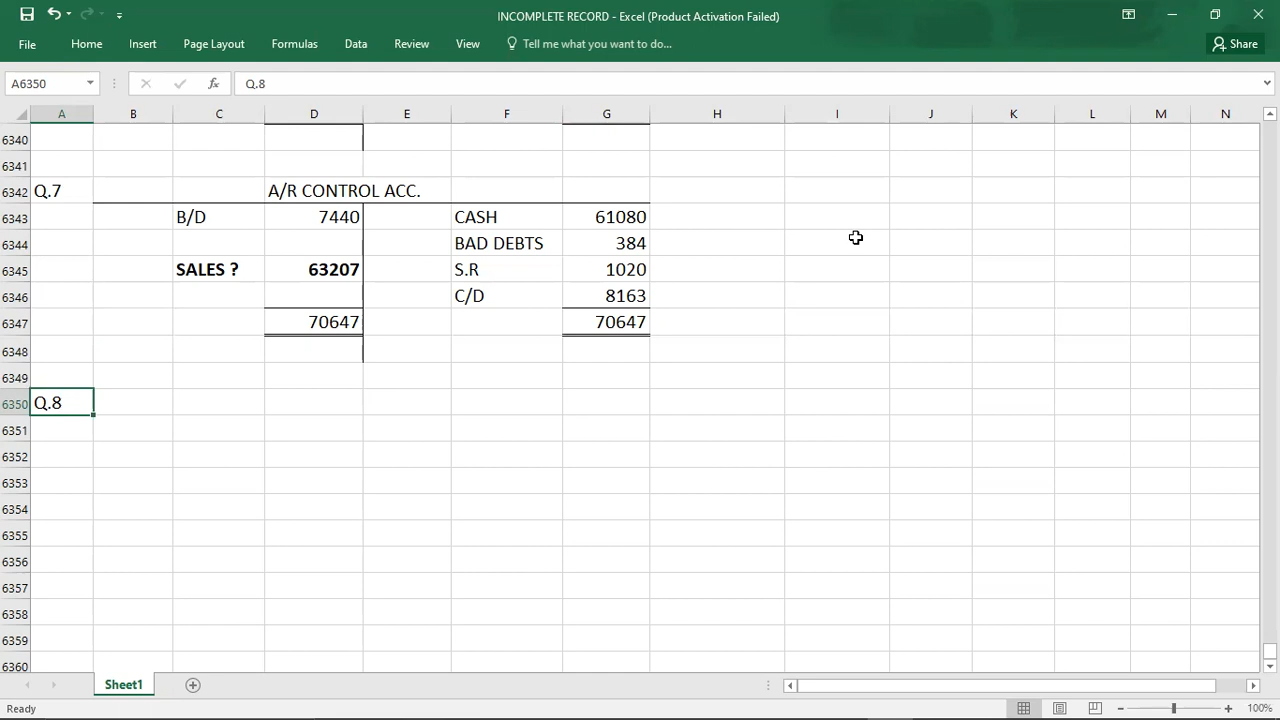 INCOMPLETE RECORD - Excel (Product Activation Failed)
File Home Insert Page Layout Formulas Data Review View Tell me what you want to do... Share
A6350 fx Q.8
A B C D E F G H I J K L M N
6340
6341
6342 Q.7 A/R CONTROL ACC.
6343 B/D 7440 CASH 61080
6344 BAD DEBTS 384
6345 SALES ? 63207 S.R 1020
6346 C/D 8163
6347 70647 70647
6348
6349
6350 Q.8
6351
6352
6353
6354
6355
6356
6357
6358
6359
6360
Sheet1
Ready 100%